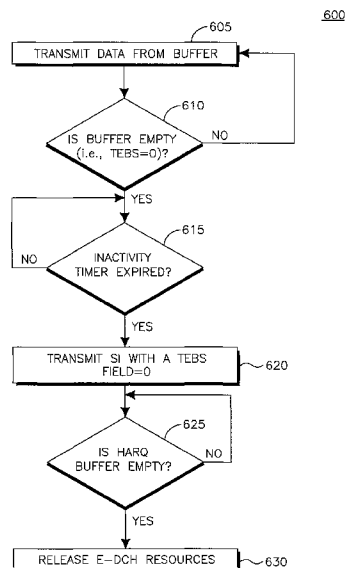 600
605
TRANSMIT DATA FROM BUFFER
610
IS BUFFER EMPTY
(i.e., TEBS=0)?
NO
YES
615
INACTIVITY
TIMER EXPIRED?
NO
YES
TRANSMIT SI WITH A TEBS
FIELD=0
620
625
IS HARQ
BUFFER EMPTY?
NO
YES
RELEASE E-DCH RESOURCES
630